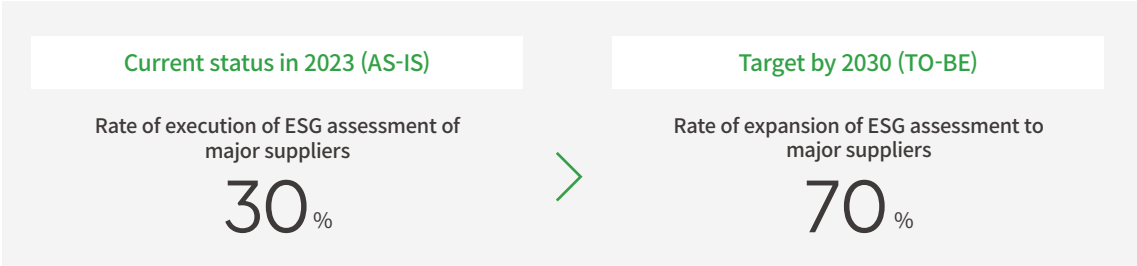 Current status in 2023 (AS-IS)
Rate of execution of ESG assessment of
major suppliers
30 %
Target by 2030 (TO-BE)
Rate of expansion of ESG assessment to
major suppliers
70 %